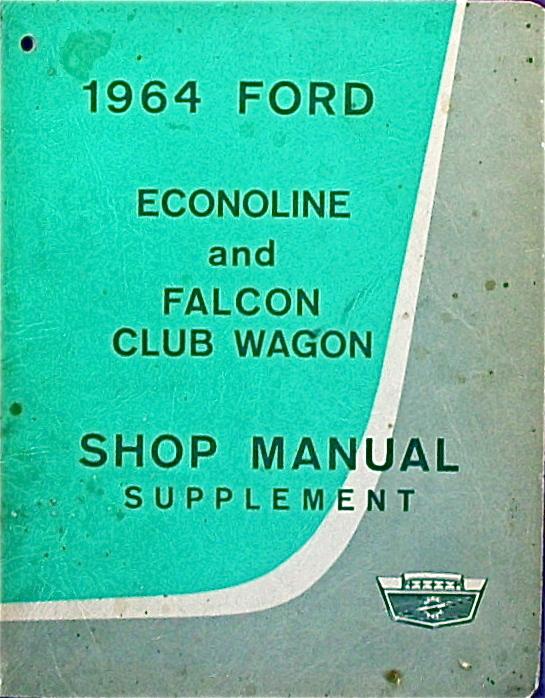 1964 FORD
ECONOLINE
and
FALCON
CLUB WAGON
SHOP MANUAL
SUPPLEMENT